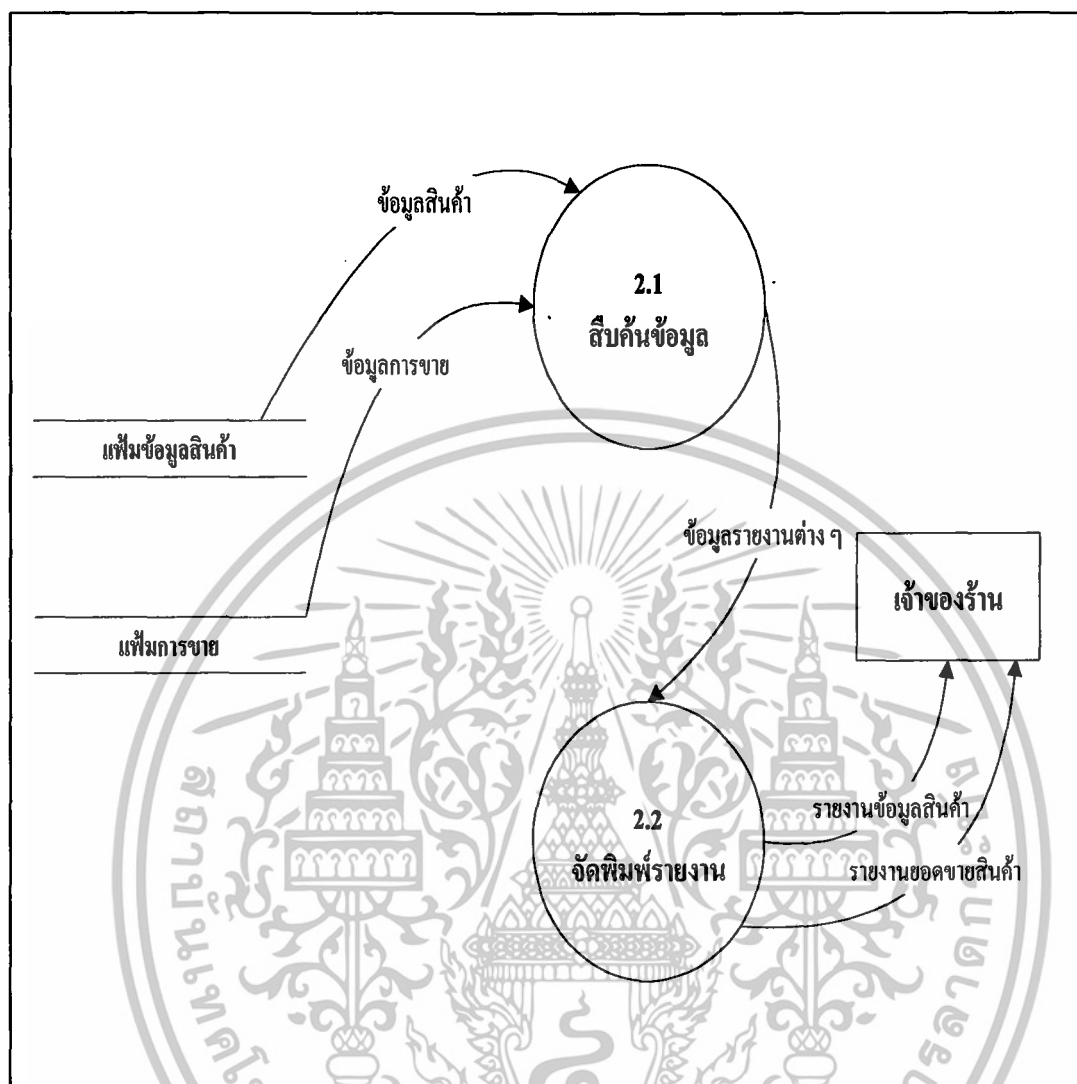 ข้อมูลสินค้า
2.1
สืบค้นข้อมูล
ข้อมูลการขาย
แฟ้มข้อมูลสินค้า
ข้อมูลรายงานต่าง ๆ
เจ้าของร้าน
แฟ้มการขาย
รายงานข้อมูลสินค้า
2.2
จัดพิมพ์รายงาน
รายงานยอดขายสินค้า